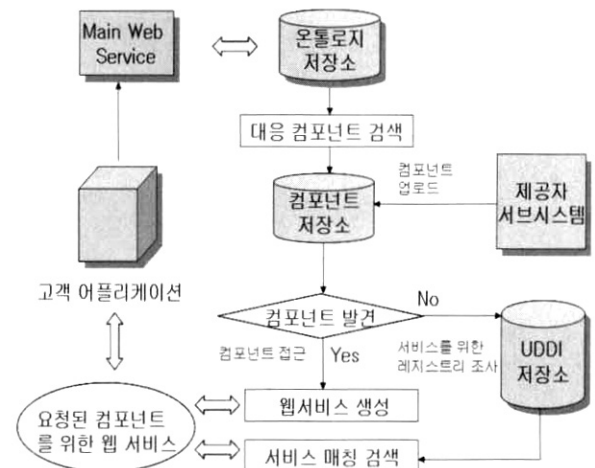 Main Web
Service
온톨로지
저장소
대응 컴포넌트 검색
컴포넌트
업로드
제공자
서브시스템
컴포넌트
저장소
고객 어플리케이션
컴포넌트 발견
No
컴포넌트 접근
Yes
서비스를 위한
레지스트리 조사
UDDI
저장소
요청된 컴포넌트
를 위한 웹 서비스
웹서비스 생성
서비스 매칭 검색